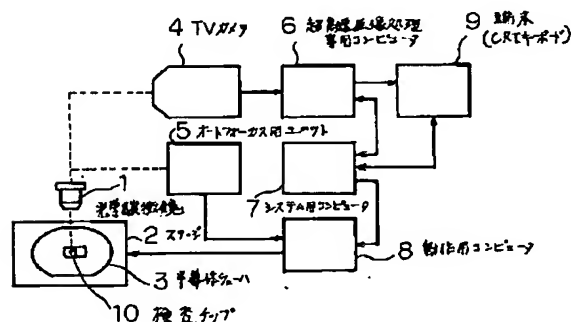 4 TVカメラ
6 超高速画像処理
専用コンピュータ
9 端末
(CRTキーボード)
5 オートフォーカス用ユニット
1
光学顕微鏡
7 システム用コンピュータ
2 ステージ
8 動作用コンピュータ
3 半導体ウェーハ
10 検査チップ